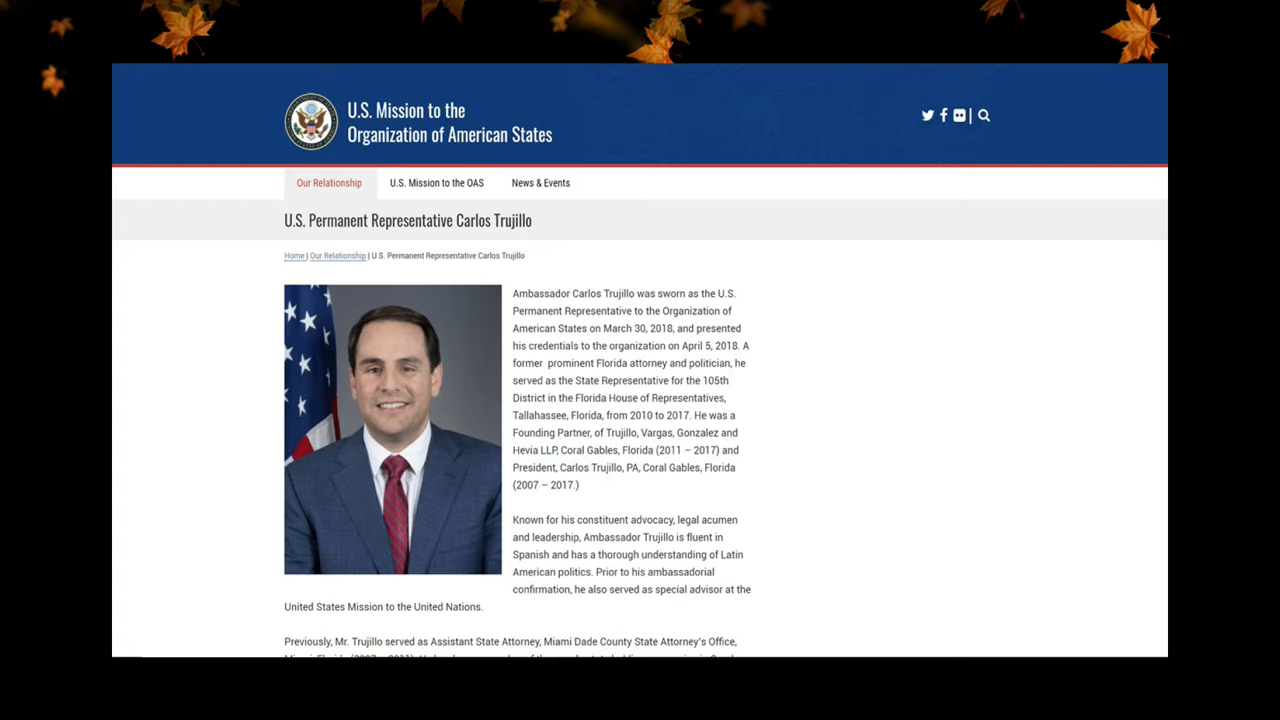 U.S. Mission to the
Organization of American States
Our Relationship
U.S. Mission to the OAS
News & Events
U.S. Permanent Representative Carlos Trujillo
Home | Our Relationship | U.S. Permanent Representative Carlos Trujillo
Ambassador Carlos Trujillo was sworn as the U.S.
Permanent Representative to the Organization of
American States on March 30, 2018, and presented
his credentials to the organization on April 5, 2018. A
former prominent Florida attorney and politician, he
served as the State Representative for the 105th
District in the Florida House of Representatives,
Tallahassee, Florida, from 2010 to 2017. He was a
Founding Partner, of Trujillo, Vargas, Gonzalez and
Hevia LLP, Coral Gables, Florida (2011 – 2017) and
President, Carlos Trujillo, PA, Coral Gables, Florida
(2007 – 2017.)
Known for his constituent advocacy, legal acumen
and leadership, Ambassador Trujillo is fluent in
Spanish and has a thorough understanding of Latin
American politics. Prior to his ambassadorial
confirmation, he also served as special advisor at the
United States Mission to the United Nations.
Previously, Mr. Trujillo served as Assistant State Attorney, Miami Dade County State Attorney's Office,